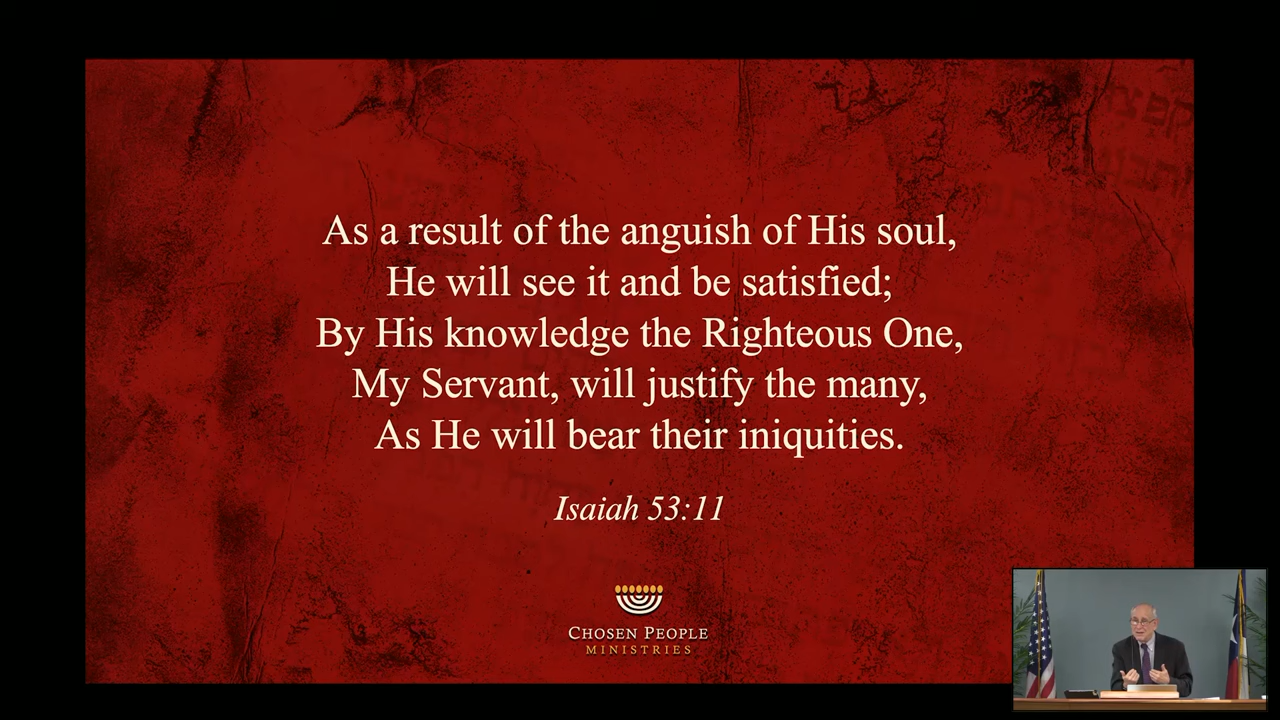 As a result of the anguish of His soul,
He will see it and be satisfied;
By His knowledge the Righteous One,
My Servant, will justify the many,
As He will bear their iniquities.
Isaiah 53:11
CHOSEN PEOPLE
MINISTRIES